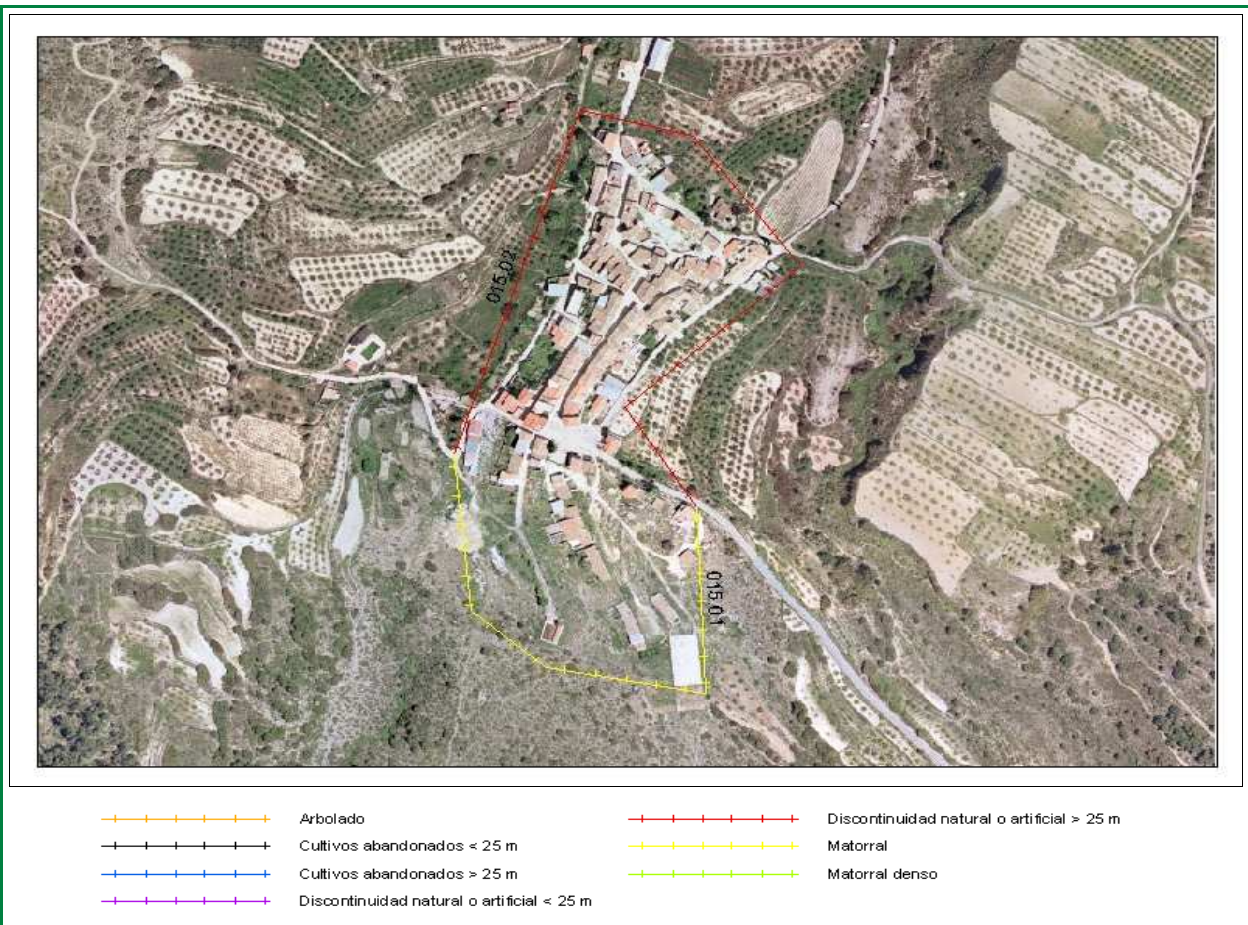 015.02
015.01
Arbolado
Cultivos abandonados < 25 m
Cultivos abandonados > 25 m
Discontinuidad natural o artificial < 25 m
Discontinuidad natural o artificial > 25 m
Matorral
Matorral denso